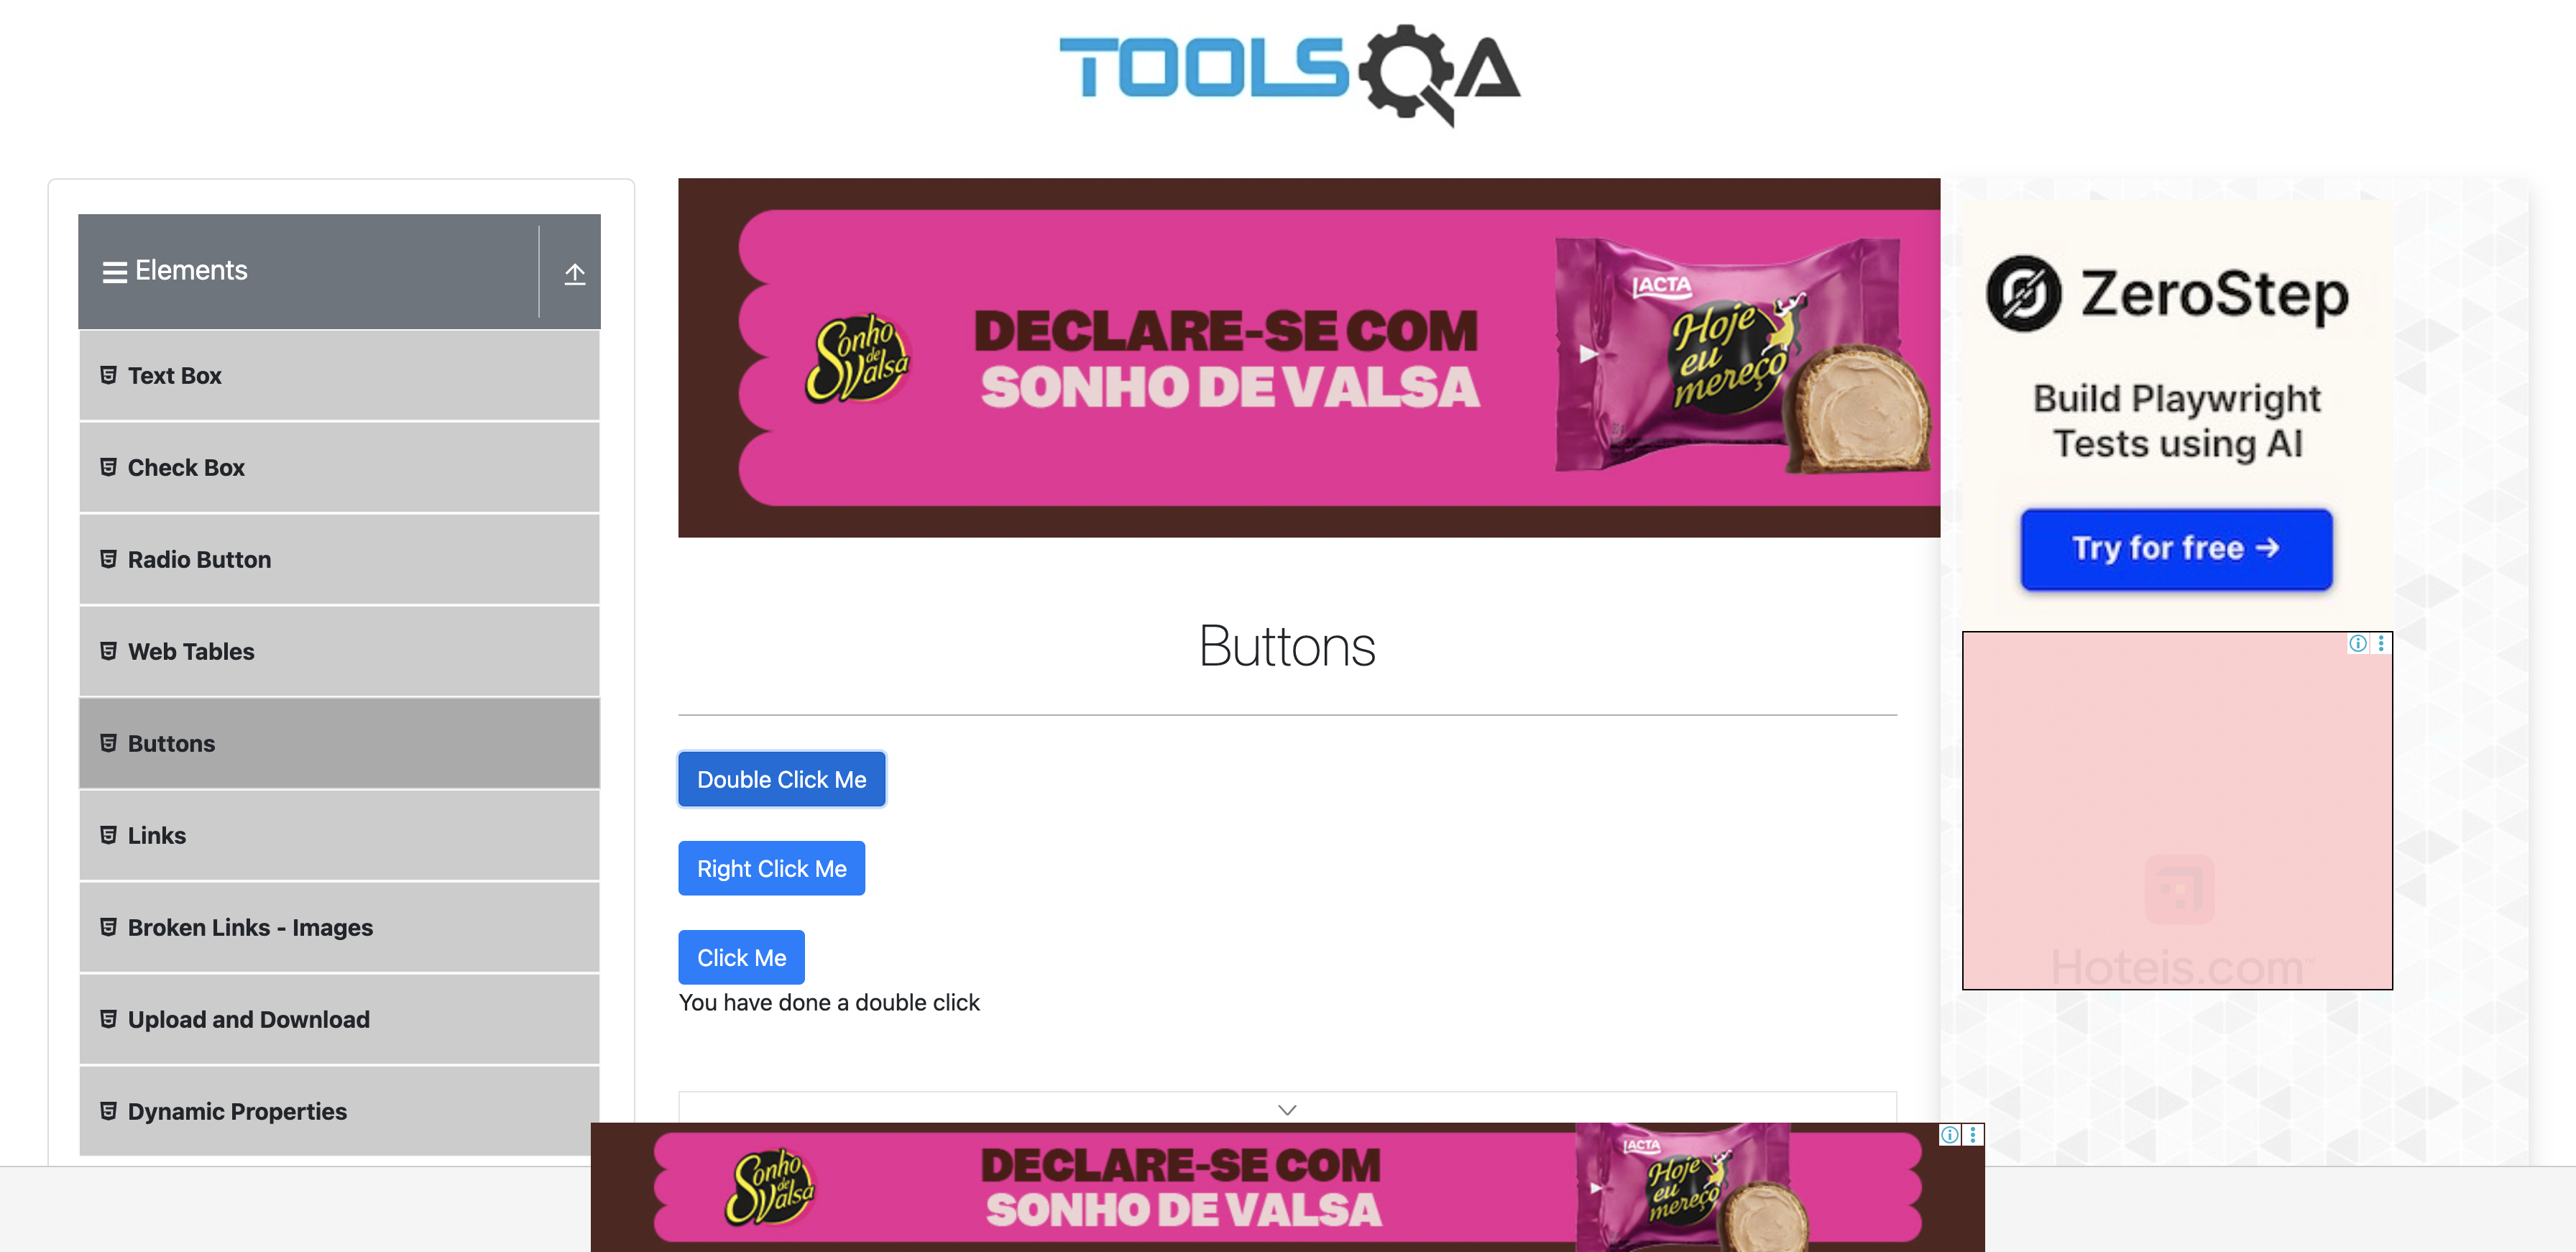 TOOLSQA
Elements
Text Box
Check Box
Radio Button
Web Tables
Buttons
Links
Broken Links - Images
Upload and Download
Dynamic Properties
Sonho de Valsa
DECLARE-SE COM
SONHO DE VALSA
LACTA
Hoje
eu
mereço
Buttons
Double Click Me
Right Click Me
Click Me
You have done a double click
ZeroStep
Build Playwright
Tests using AI
Try for free →
Hoteis.com
Sonho de Valsa
DECLARE-SE COM
SONHO DE VALSA
LACTA
Hoje
eu
mereço